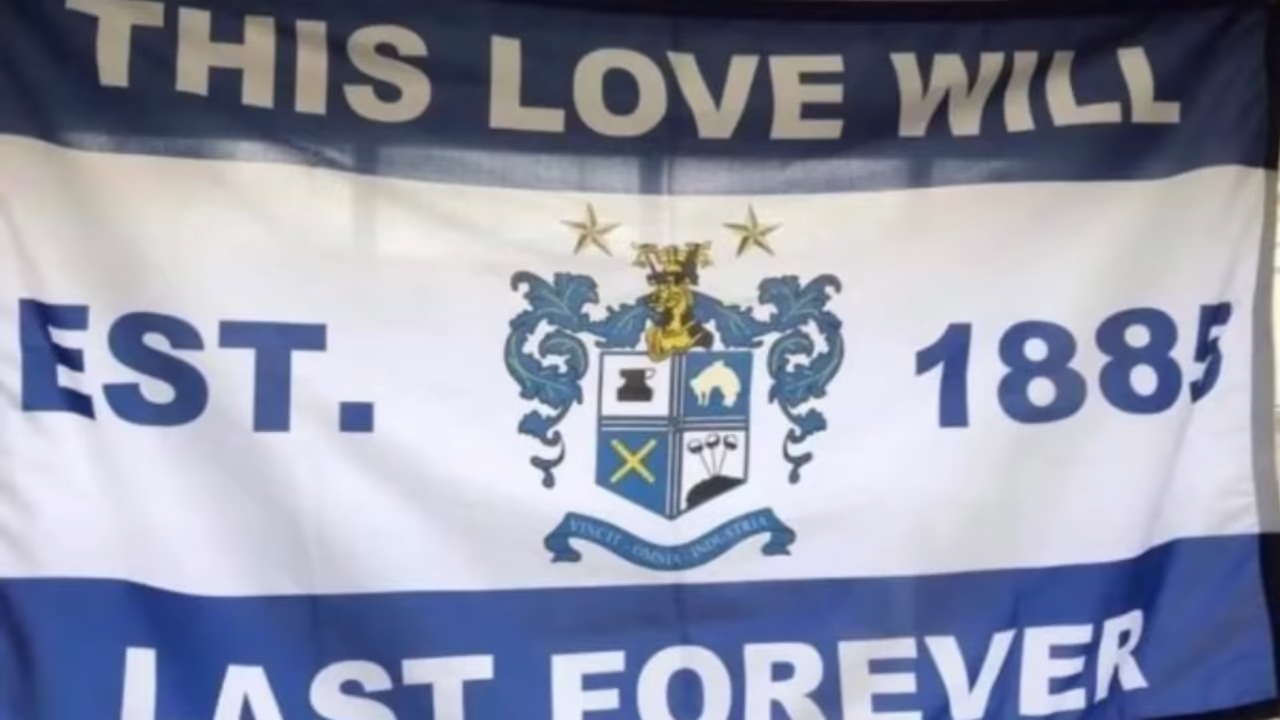 THIS LOVE WILL
EST. 1885
VINCIT · OMNIA · INDUSTRIA
LAST FOREVER